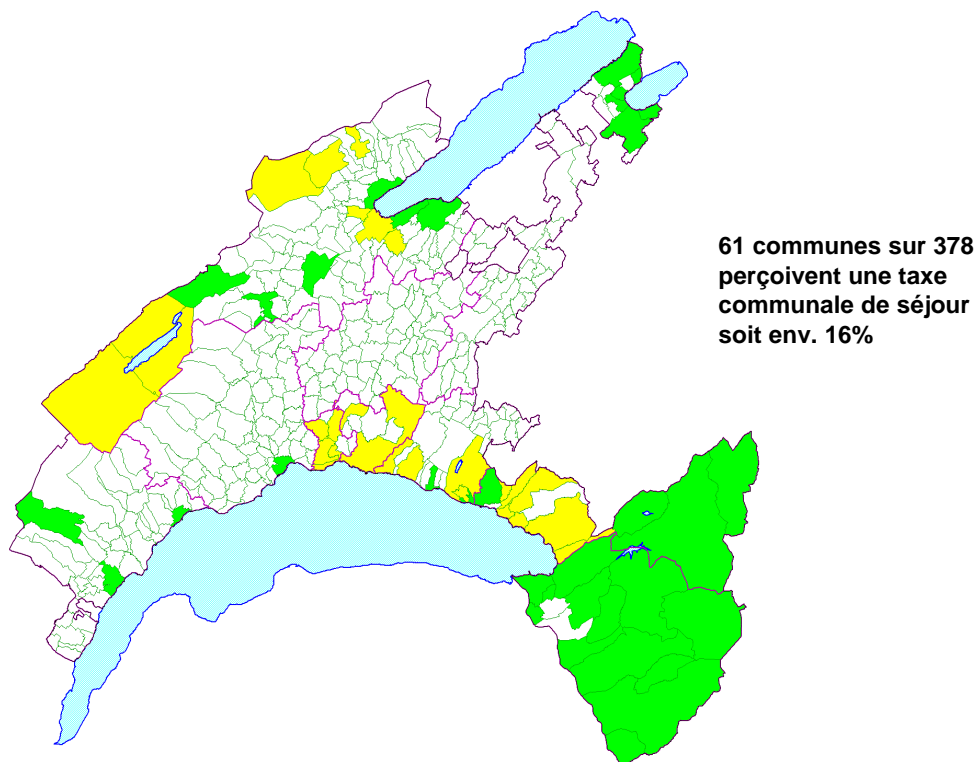 61 communes sur 378
perçoivent une taxe
communale de séjour
soit env. 16%